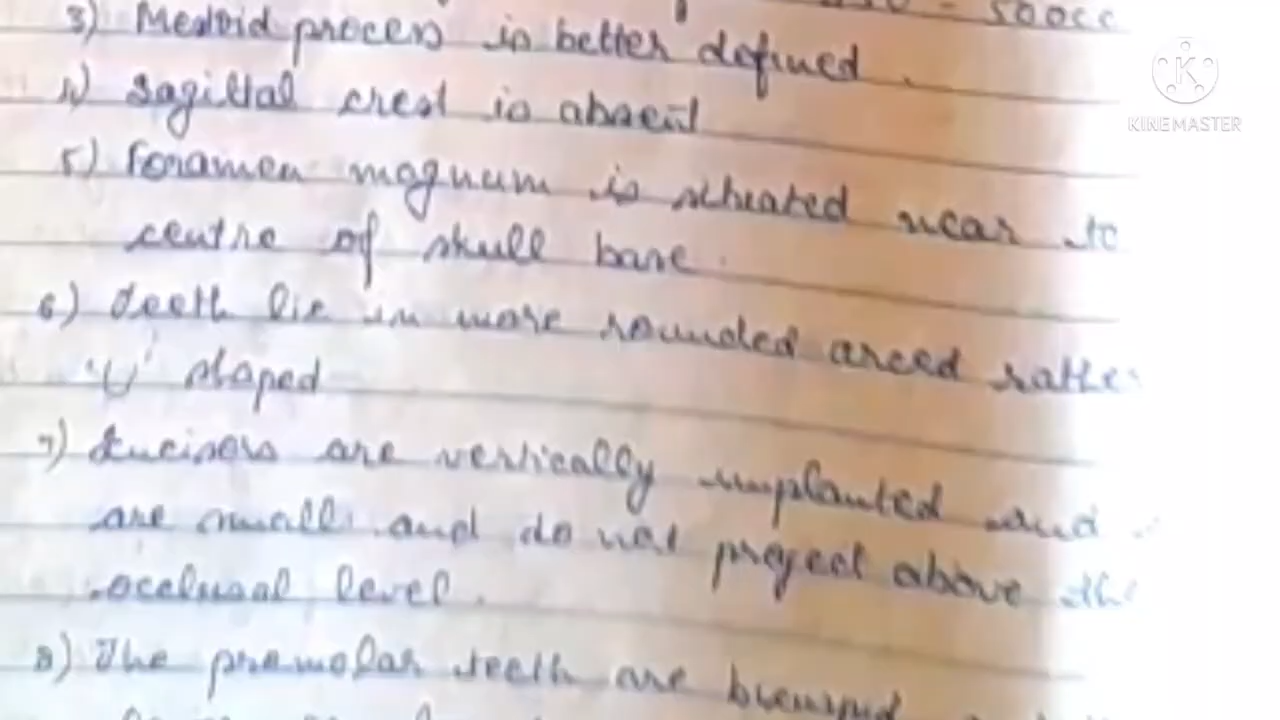 - 500cc
3) Mastoid process is better defined.
4) Sagittal crest is absent
5) Foramen magnum is situated near to
centre of skull base.
6) Teeth lie in more rounded arced rather
'U' shaped
7) Incisors are vertically implanted and
are small and do not project above the
occlusal level.
8) The premolar teeth are
KINEMASTER